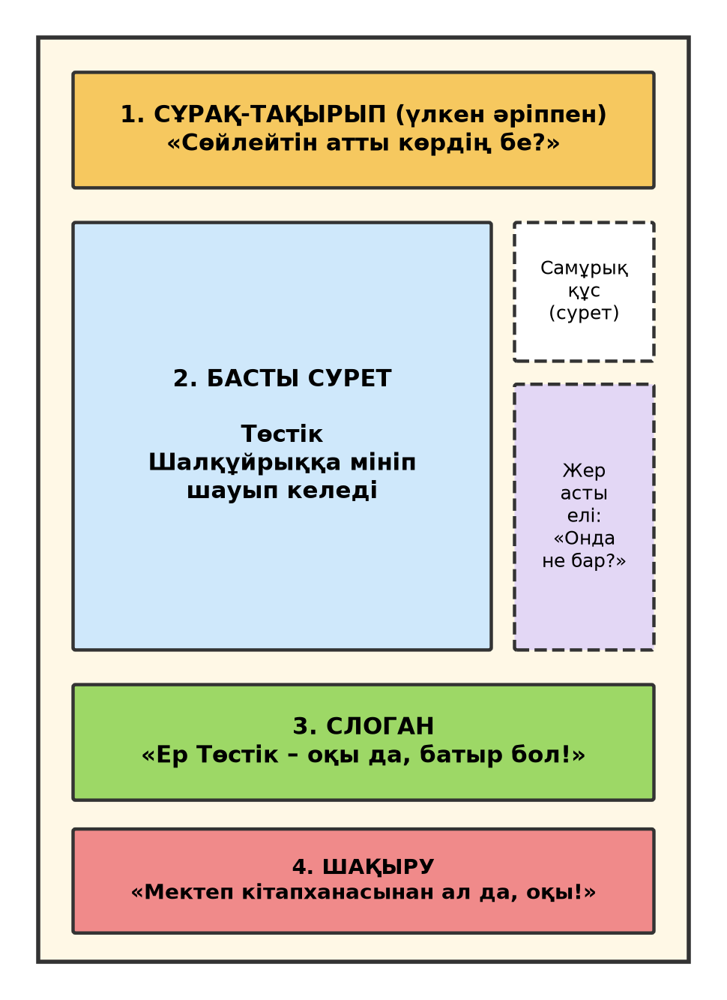 1. СҰРАҚ-ТАҚЫРЫП (үлкен әріппен)
«Сөйлейтін атты көрдің бе?»
2. БАСТЫ СУРЕТ
Төстік
Шалқұйрыққа мініп
шауып келеді
Самұрық
құс
(сурет)
Жер
асты
елі:
«Онда
не бар?»
3. СЛОГАН
«Ер Төстік – оқы да, батыр бол!»
4. ШАҚЫРУ
«Мектеп кітапханасынан ал да, оқы!»